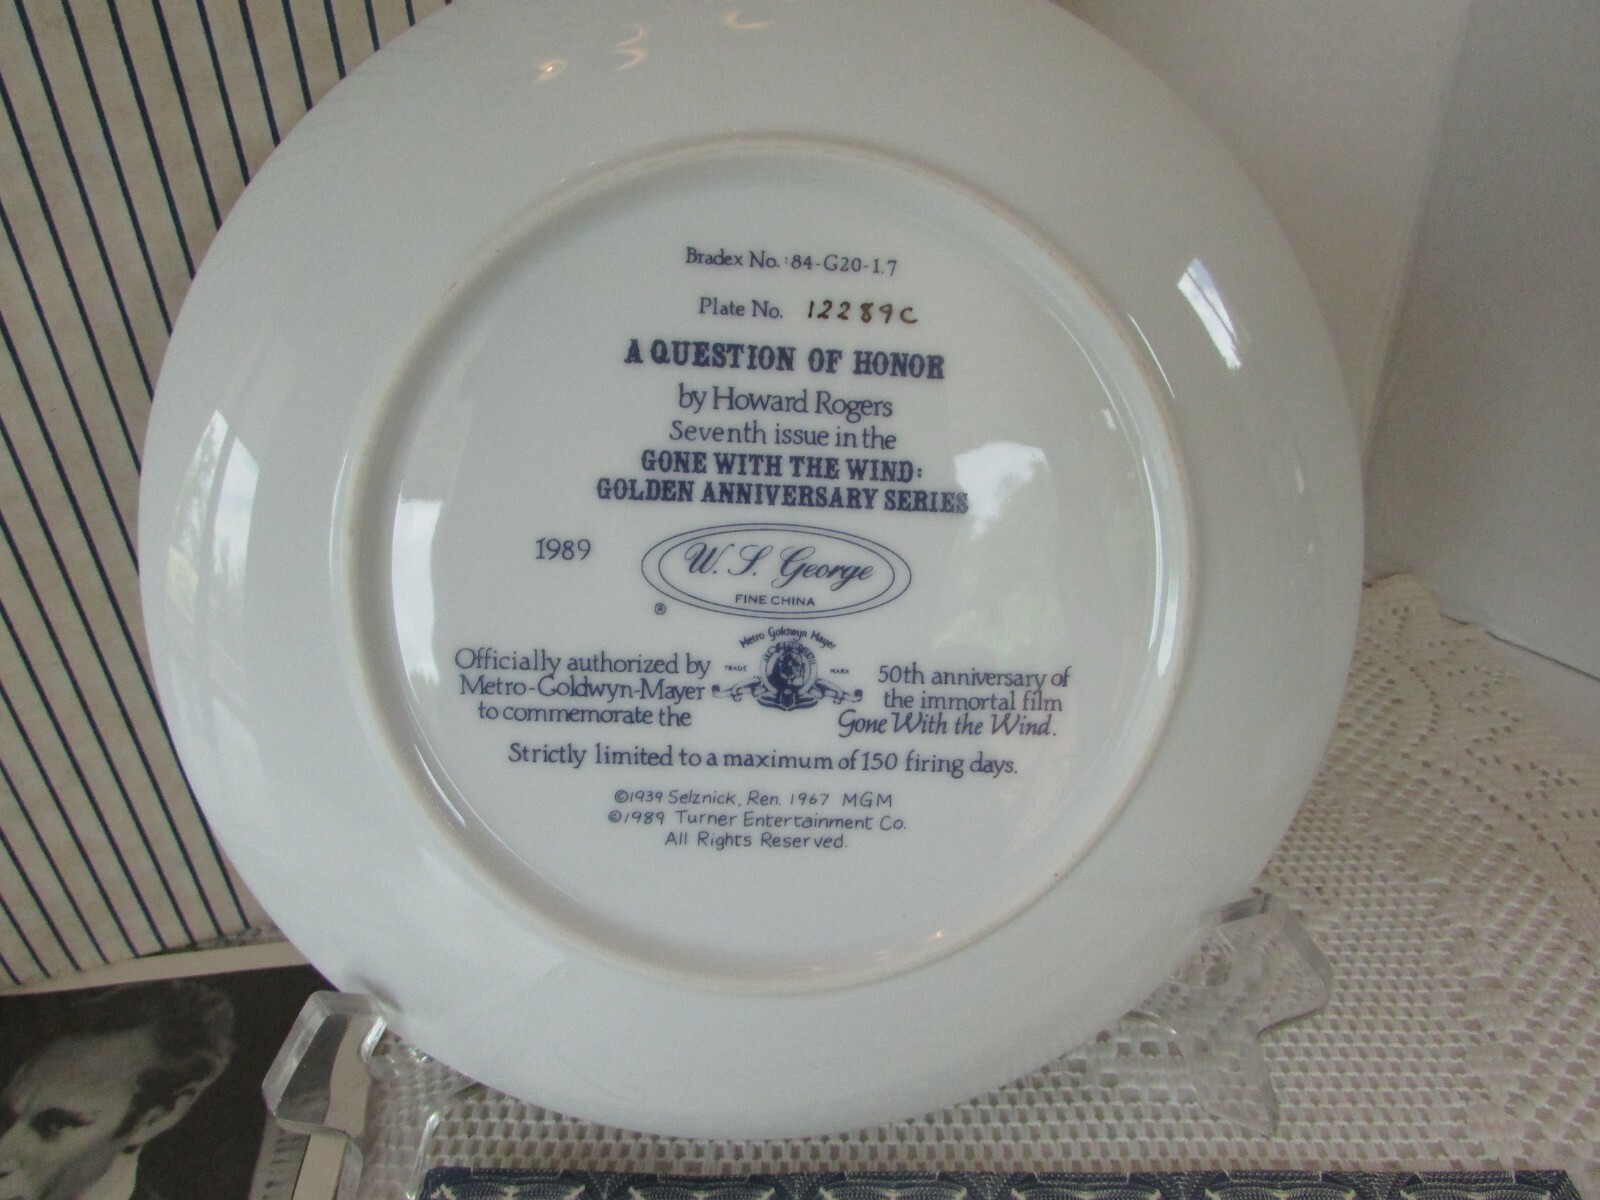 Bradex No.: 84-G20-1.7
Plate No. 12289C
A QUESTION OF HONOR
by Howard Rogers
Seventh issue in the
GONE WITH THE WIND:
GOLDEN ANNIVERSARY SERIES
1989
W. S. George
FINE CHINA
®
Metro Goldwyn Mayer
TRADE MARK
Officially authorized by
Metro-Goldwyn-Mayer
to commemorate the
50th anniversary of
the immortal film
Gone With the Wind.
Strictly limited to a maximum of 150 firing days.
©1939 Selznick, Ren. 1967 MGM
©1989 Turner Entertainment Co.
All Rights Reserved.